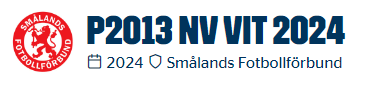 SMÅLANDS
FOTBOLLFÖRBUND
P2013 NV VIT 2024
2024 Smålands Fotbollförbund